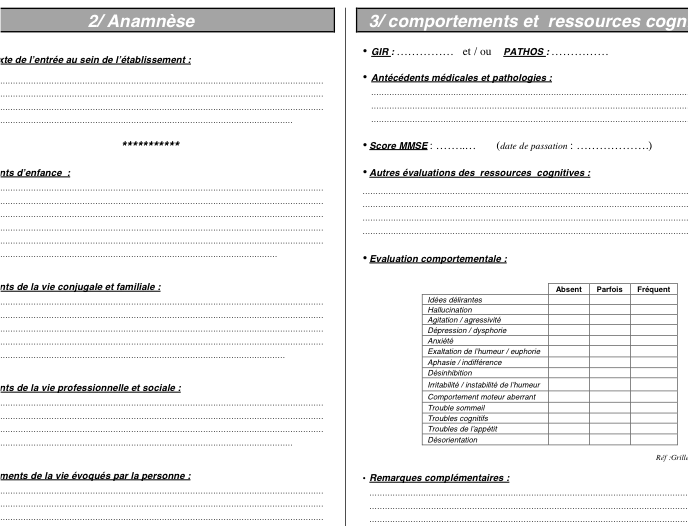 2/ Anamnèse
xte de l'entrée au sein de l'établissement :
***********
nts d'enfance :
nts de la vie conjugale et familiale :
nts de la vie professionnelle et sociale :
ments de la vie évoqués par la personne :
3/ comportements et ressources cogn
• GIR : ………….. et / ou PATHOS : ……………
• Antécédents médicales et pathologies :
• Score MMSE : ……..… (date de passation : ……………….)
• Autres évaluations des ressources cognitives :
• Evaluation comportementale :
Absent Parfois Fréquent
Idées délirantes
Hallucination
Agitation / agressivité
Dépression / dysphorie
Anxiété
Exaltation de l'humeur / euphorie
Aphasie / indifférence
Désinhibition
Irritabilité / instabilité de l'humeur
Comportement moteur aberrant
Trouble sommeil
Troubles cognitifs
Troubles de l'appétit
Désorientation
Réf :Grille
- Remarques complémentaires :